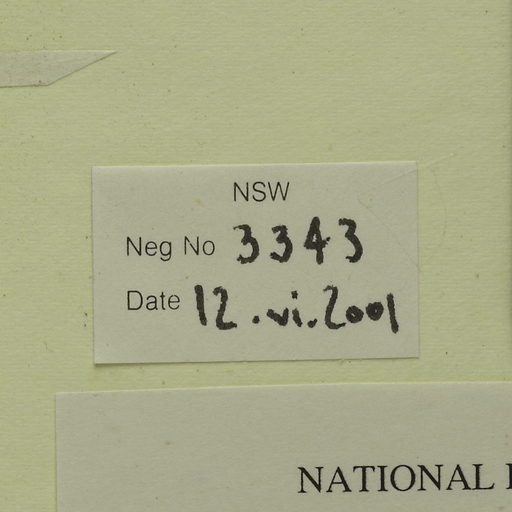 NSW
Neg No 3343
Date 12.vi.2001
NATIONAL